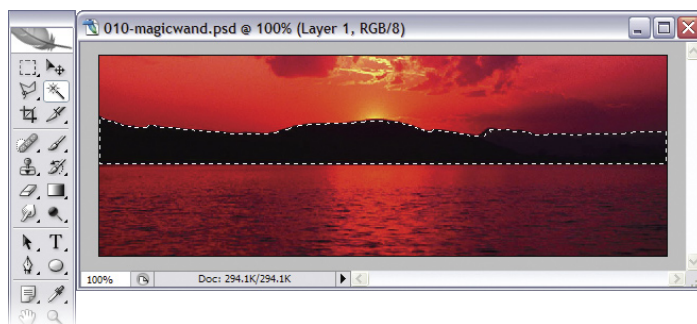 010-magicwand.psd @ 100% (Layer 1, RGB/8)
T
100% Doc: 294.1K/294.1K